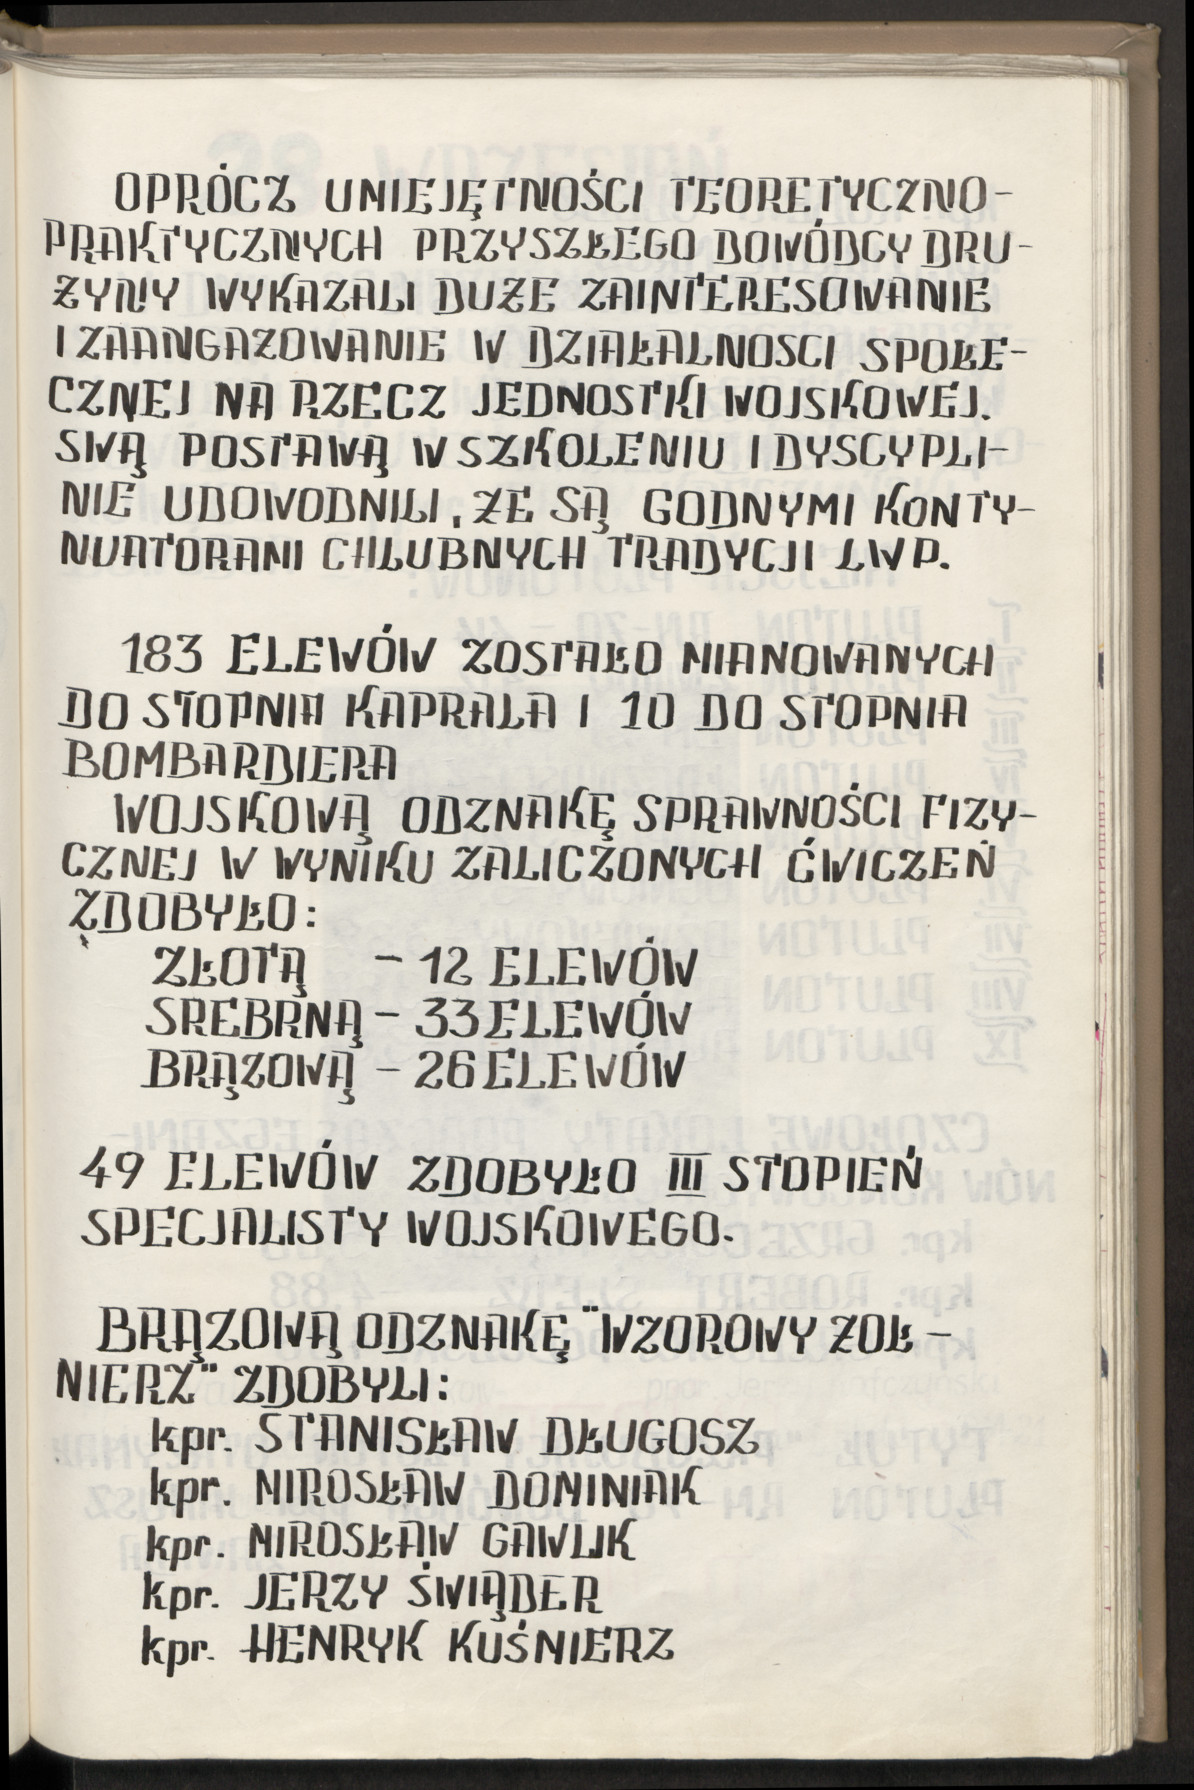 OPRÓCZ UMIEJĘTNOŚCI TEORETYCZNO-
PRAKTYCZNYCH PRZYSZŁEGO DOWÓDCY DRU-
ŻYNY WYKAZALI DUŻE ZAINTERESOWANIE
I ZAANGAŻOWANIE W DZIAŁALNOSCI SPOŁE-
CZNEJ NA RZECZ JEDNOSTKI WOJSKOWEJ.
SWĄ POSTAWĄ W SZKOLENIU I DYSCYPLI-
NIE UDOWODNILI, ŻE SĄ GODNYMI KONTY-
NUATORAMI CHLUBNYCH TRADYCJI LWP.
183 ELEWÓW ZOSTAŁO MIANOWANYCH
DO STOPNIA KAPRALA I 10 DO STOPNIA
BOMBARDIERA
WOJSKOWĄ ODZNAKĘ SPRAWNOŚCI FIZY-
CZNEJ W WYNIKU ZALICZONYCH ĆWICZEŃ
ZDOBYŁO:
ZŁOTĄ - 12 ELEWÓW
SREBRNĄ - 33 ELEWÓW
BRĄZOWĄ - 26 ELEWÓW
49 ELEWÓW ZDOBYŁO III STOPIEŃ
SPECJALISTY WOJSKOWEGO.
BRĄZOWĄ ODZNAKĘ "WZOROWY ŻOŁ-
NIERZ" ZDOBYLI:
kpr. STANISŁAW DŁUGOSZ
kpr. MIROSŁAW DOMINIAK
kpr. MIROSŁAW GAWLIK
kpr. JERZY ŚWIĄDER
kpr. HENRYK KUŚNIERZ